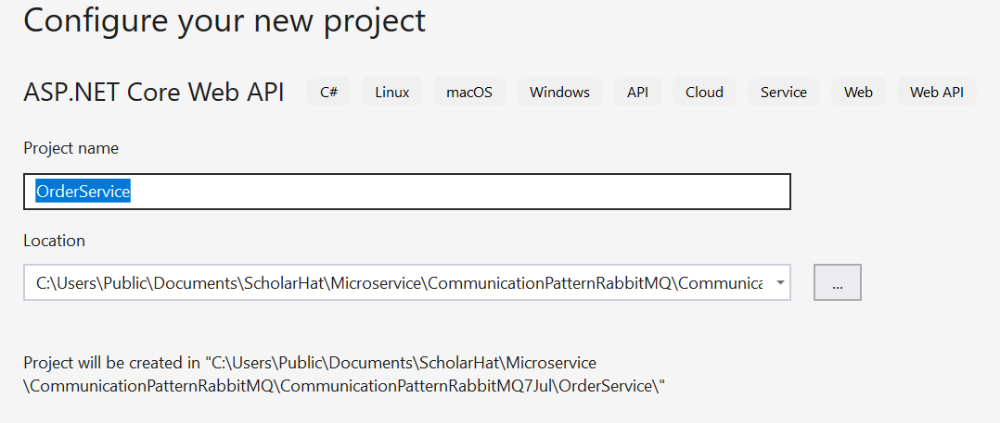 Configure your new project
ASP.NET Core Web API C# Linux macOS Windows API Cloud Service Web Web API
Project name
OrderService
Location
C:\Users\Public\Documents\ScholarHat\Microservice\CommunicationPatternRabbitMQ\Communica
...
Project will be created in "C:\Users\Public\Documents\ScholarHat\Microservice
\CommunicationPatternRabbitMQ\CommunicationPatternRabbitMQ7Jul\OrderService\"